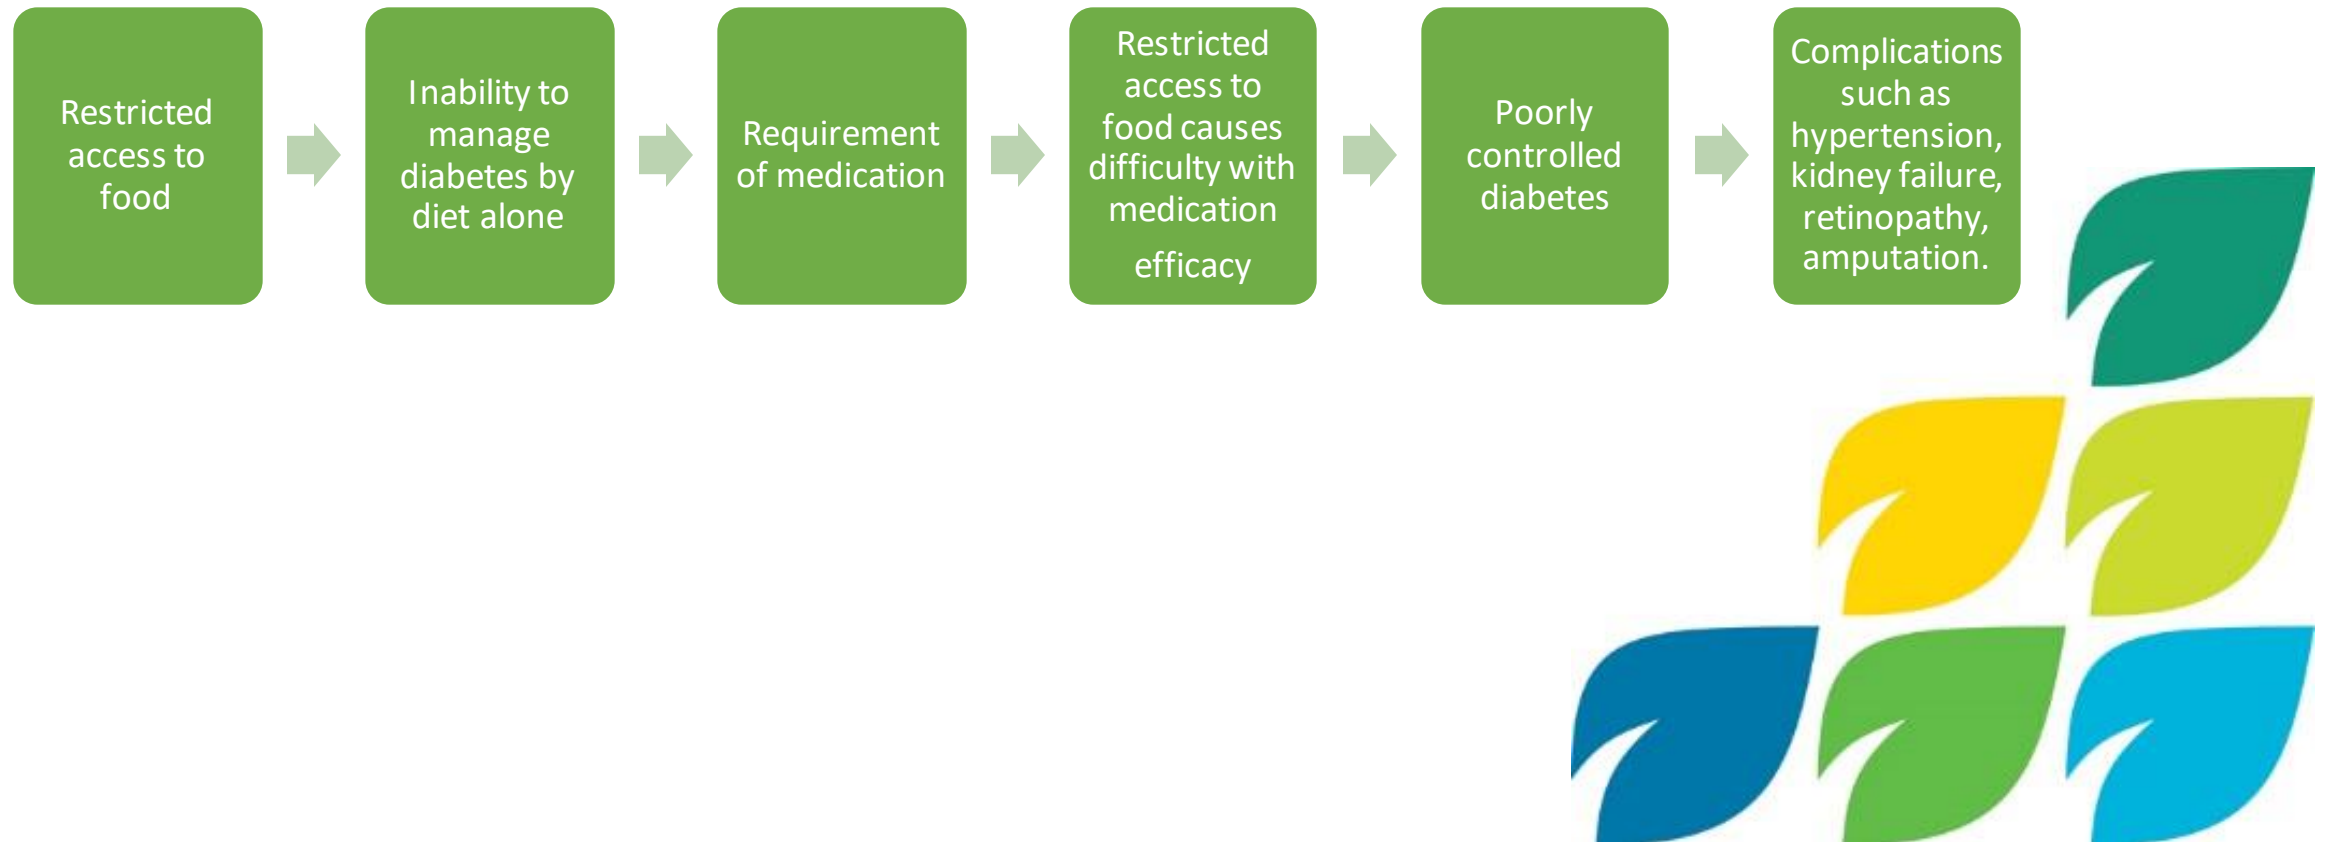 Restricted
access to
food
Inability to
manage
diabetes by
diet alone
Requirement
of medication
Restricted
access to
food causes
difficulty with
medication
efficacy
Poorly
controlled
diabetes
Complications
such as
hypertension,
kidney failure,
retinopathy,
amputation.